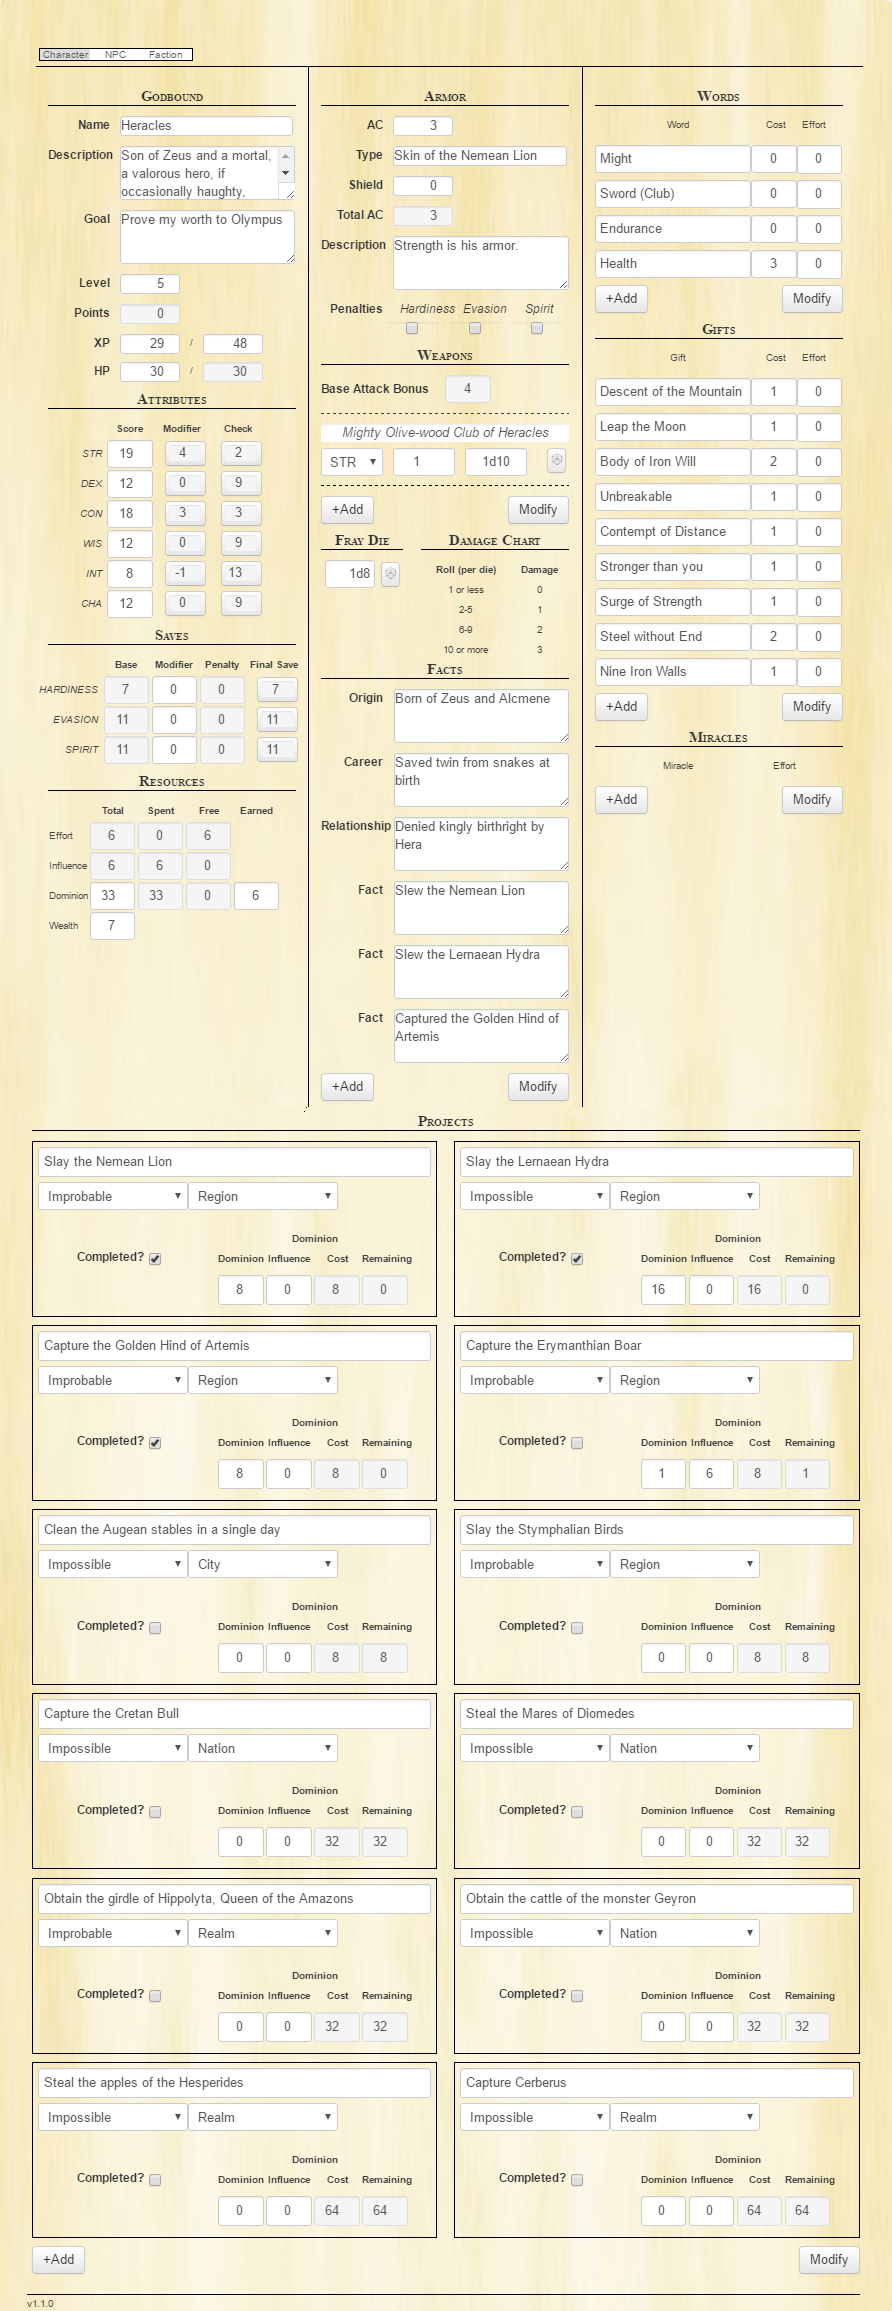 Character NPC Faction
Godbound
Name Heracles
Description Son of Zeus and a mortal,
a valorous hero, if
occasionally haughty,
Goal Prove my worth to Olympus
Level 5
Points 0
XP 29 / 48
HP 30 / 30
Attributes
Score Modifier Check
STR 19 4 2
DEX 12 0 9
CON 18 3 3
WIS 12 0 9
INT 8 -1 13
CHA 12 0 9
Saves
Base Modifier Penalty Final Save
HARDINESS 7 0 0 7
EVASION 11 0 0 11
SPIRIT 11 0 0 11
Resources
Total Spent Free Earned
Effort 6 0 6
Influence 6 6 0
Dominion 33 33 0 6
Wealth 7
Armor
AC 3
Type Skin of the Nemean Lion
Shield 0
Total AC 3
Description Strength is his armor.
Penalties Hardiness Evasion Spirit
Weapons
Base Attack Bonus 4
Mighty Olive-wood Club of Heracles
STR 1 1d10
+Add Modify
Fray Die
1d8
Damage Chart
Roll (per die) Damage
1 or less 0
2-5 1
6-9 2
10 or more 3
Facts
Origin Born of Zeus and Alcmene
Career Saved twin from snakes at
birth
Relationship Denied kingly birthright by
Hera
Fact Slew the Nemean Lion
Fact Slew the Lernaean Hydra
Fact Captured the Golden Hind of
Artemis
+Add Modify
Words
Word Cost Effort
Might 0 0
Sword (Club) 0 0
Endurance 0 0
Health 3 0
+Add Modify
Gifts
Gift Cost Effort
Descent of the Mountain 1 0
Leap the Moon 1 0
Body of Iron Will 2 0
Unbreakable 1 0
Contempt of Distance 1 0
Stronger than you 1 0
Surge of Strength 1 0
Steel without End 2 0
Nine Iron Walls 1 0
+Add Modify
Miracles
Miracle Effort
+Add Modify
Projects
Slay the Nemean Lion
Improbable Region
Dominion
Completed? Dominion Influence Cost Remaining
8 0 8 0
Slay the Lernaean Hydra
Impossible Region
Dominion
Completed? Dominion Influence Cost Remaining
16 0 16 0
Capture the Golden Hind of Artemis
Improbable Region
Dominion
Completed? Dominion Influence Cost Remaining
8 0 8 0
Capture the Erymanthian Boar
Improbable Region
Dominion
Completed? Dominion Influence Cost Remaining
1 6 8 1
Clean the Augean stables in a single day
Impossible City
Dominion
Completed? Dominion Influence Cost Remaining
0 0 8 8
Slay the Stymphalian Birds
Improbable Region
Dominion
Completed? Dominion Influence Cost Remaining
0 0 8 8
Capture the Cretan Bull
Impossible Nation
Dominion
Completed? Dominion Influence Cost Remaining
0 0 32 32
Steal the Mares of Diomedes
Impossible Nation
Dominion
Completed? Dominion Influence Cost Remaining
0 0 32 32
Obtain the girdle of Hippolyta, Queen of the Amazons
Improbable Realm
Dominion
Completed? Dominion Influence Cost Remaining
0 0 32 32
Obtain the cattle of the monster Geyron
Impossible Nation
Dominion
Completed? Dominion Influence Cost Remaining
0 0 32 32
Steal the apples of the Hesperides
Impossible Realm
Dominion
Completed? Dominion Influence Cost Remaining
0 0 64 64
Capture Cerberus
Impossible Realm
Dominion
Completed? Dominion Influence Cost Remaining
0 0 64 64
+Add Modify
v1.1.0